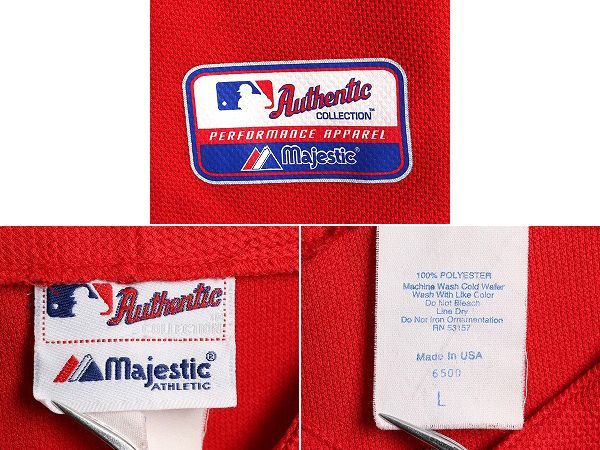 Authentic
COLLECTION™
PERFORMANCE APPAREL
Majestic®
Authentic
COLLECTION
Majestic®
ATHLETIC
100% POLYESTER
Machine Wash Cold Water
Wash With Like Color
Do Not Bleach
Line Dry
Do Not Iron Ornamentation
RN 53157
Made In USA
6500
L